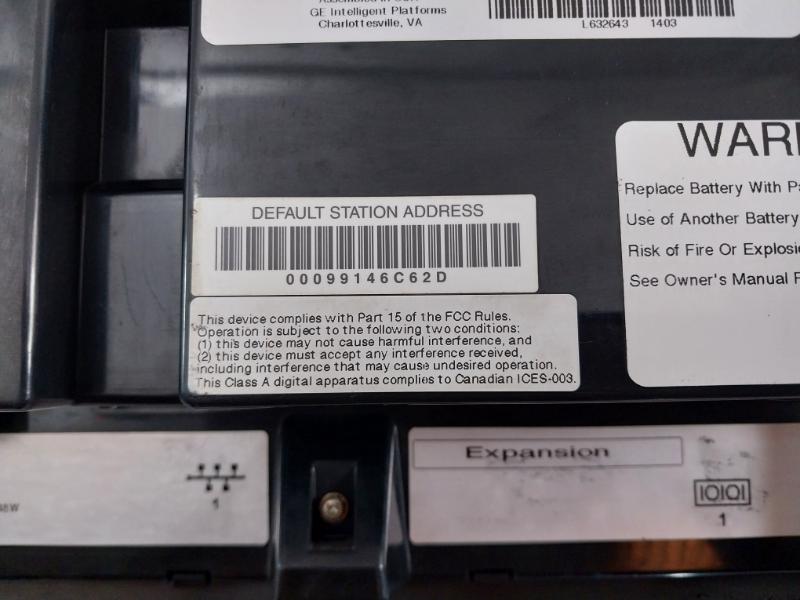 GE Intelligent Platforms
Charlottesville, VA
L632643 1403
WAR
Replace Battery With
Use of Another Battery
Risk of Fire Or
See Owner's Manual
DEFAULT STATION ADDRESS
00099146C62D
This device complies with Part 15 of the FCC Rules.
Operation is subject to the following two conditions:
(1) this device may not cause harmful interference, and
(2) this device must accept any interference received,
including interference that may cause undesired operation.
This Class A digital apparatus complies to Canadian ICES-003.
1
Expansion
IOIOI
1